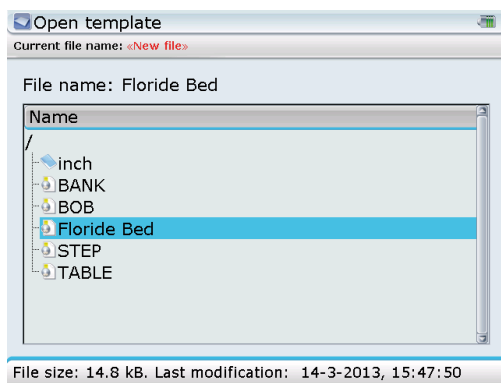 Open template
Current file name: «New file»
File name: Floride Bed
Name
/
inch
BANK
BOB
Floride Bed
STEP
TABLE
File size: 14.8 kB. Last modification: 14-3-2013, 15:47:50